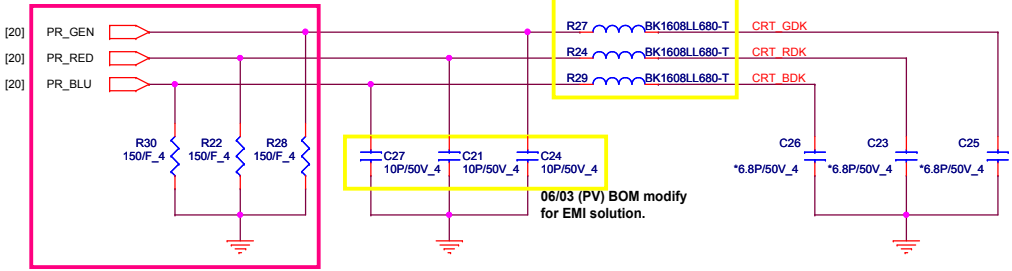 [20] PR_GEN R27 BK1608LL680-T CRT_GDK
[20] PR_RED R24 BK1608LL680-T CRT_RDK
[20] PR_BLU R29 BK1608LL680-T CRT_BDK
R30 R22 R28 C26 C23 C25
150/F_4 150/F_4 150/F_4
C27 C21 C24
10P/50V_4 10P/50V_4 10P/50V_4 *6.8P/50V_4 *6.8P/50V_4 *6.8P/50V_4
06/03 (PV) BOM modify
for EMI solution.